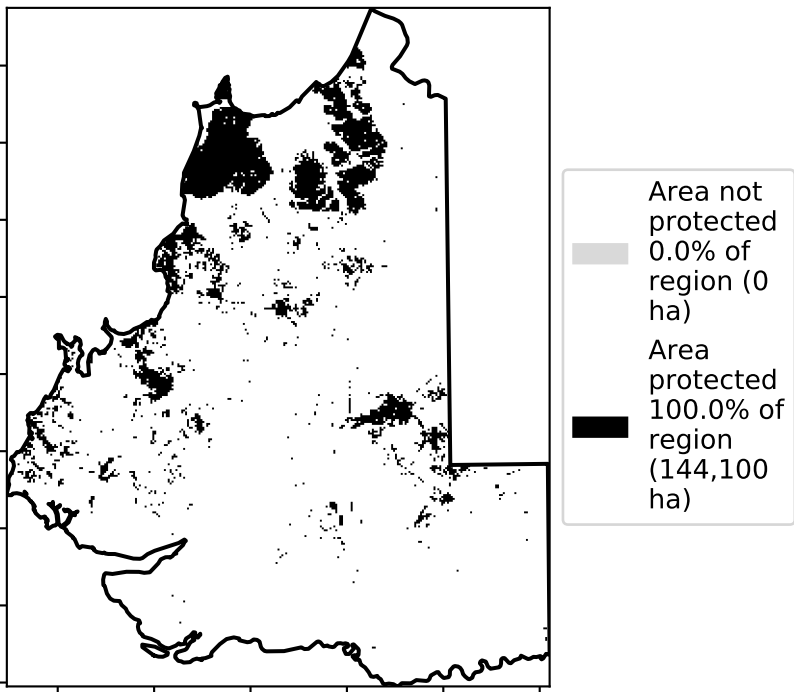 Area not
protected
0.0% of
region (0
ha)
Area
protected
100.0% of
region
(144,100
ha)